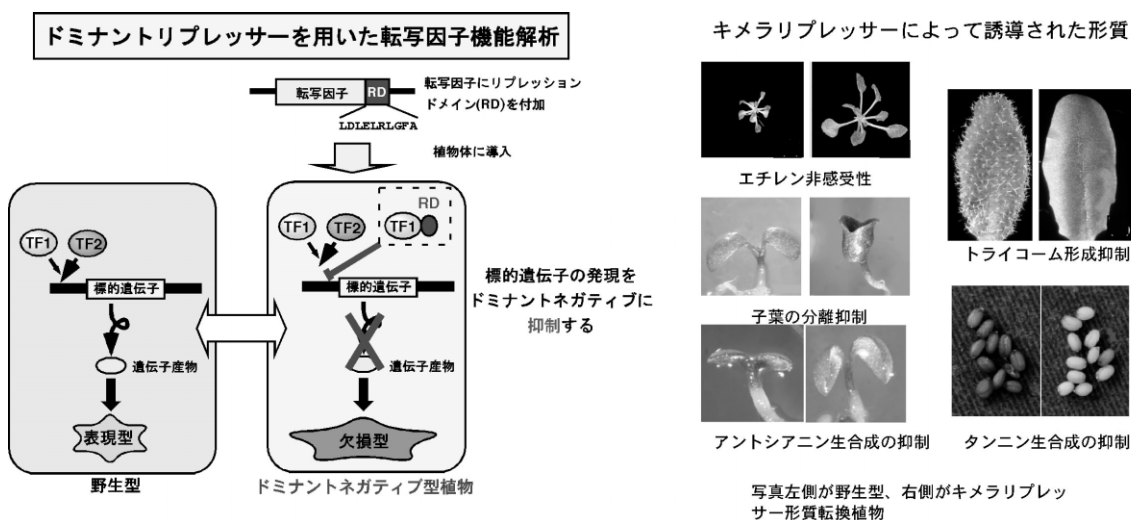 ドミナントリプレッサーを用いた転写因子機能解析
転写因子
RD
転写因子にリプレッション
ドメイン(RD)を付加
LDLELRLGFA
植物体に導入
TF1
TF2
標的遺伝子
遺伝子産物
表現型
野生型
RD
TF1
TF2
TF1
標的遺伝子
遺伝子産物
欠損型
ドミナントネガティブ型植物
標的遺伝子の発現を
ドミナントネガティブに
抑制する
キメラリプレッサーによって誘導された形質
エチレン非感受性
トライコーム形成抑制
子葉の分離抑制
アントシアニン生合成の抑制
タンニン生合成の抑制
写真左側が野生型、右側がキメラリプレッ
サー形質転換植物